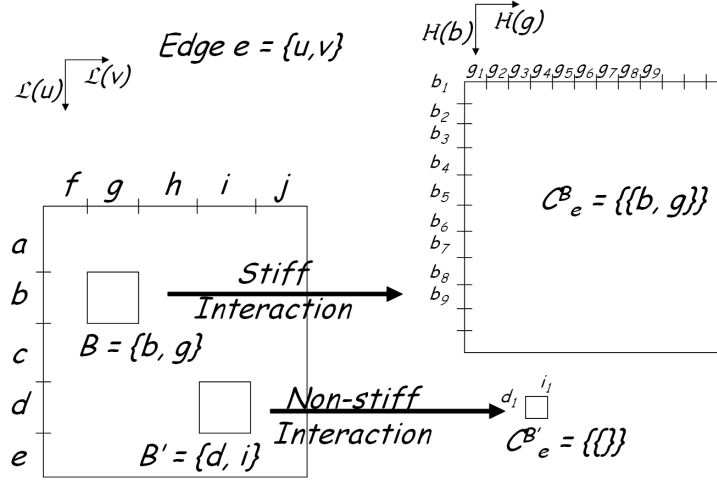 Edge e = {u,v}
ℒ(v)
ℒ(u)
H(g)
H(b)
g1 g2 g3 g4 g5 g6 g7 g8 g9
b1
b2
b3
b4
b5
b6
b7
b8
b9
C^B_e = {{b, g}}
f g h i j
a
b
c
d
e
B = {b, g}
B' = {d, i}
Stiff
Interaction
Non-stiff
Interaction
i1
d1
C^B'_e = {{}}